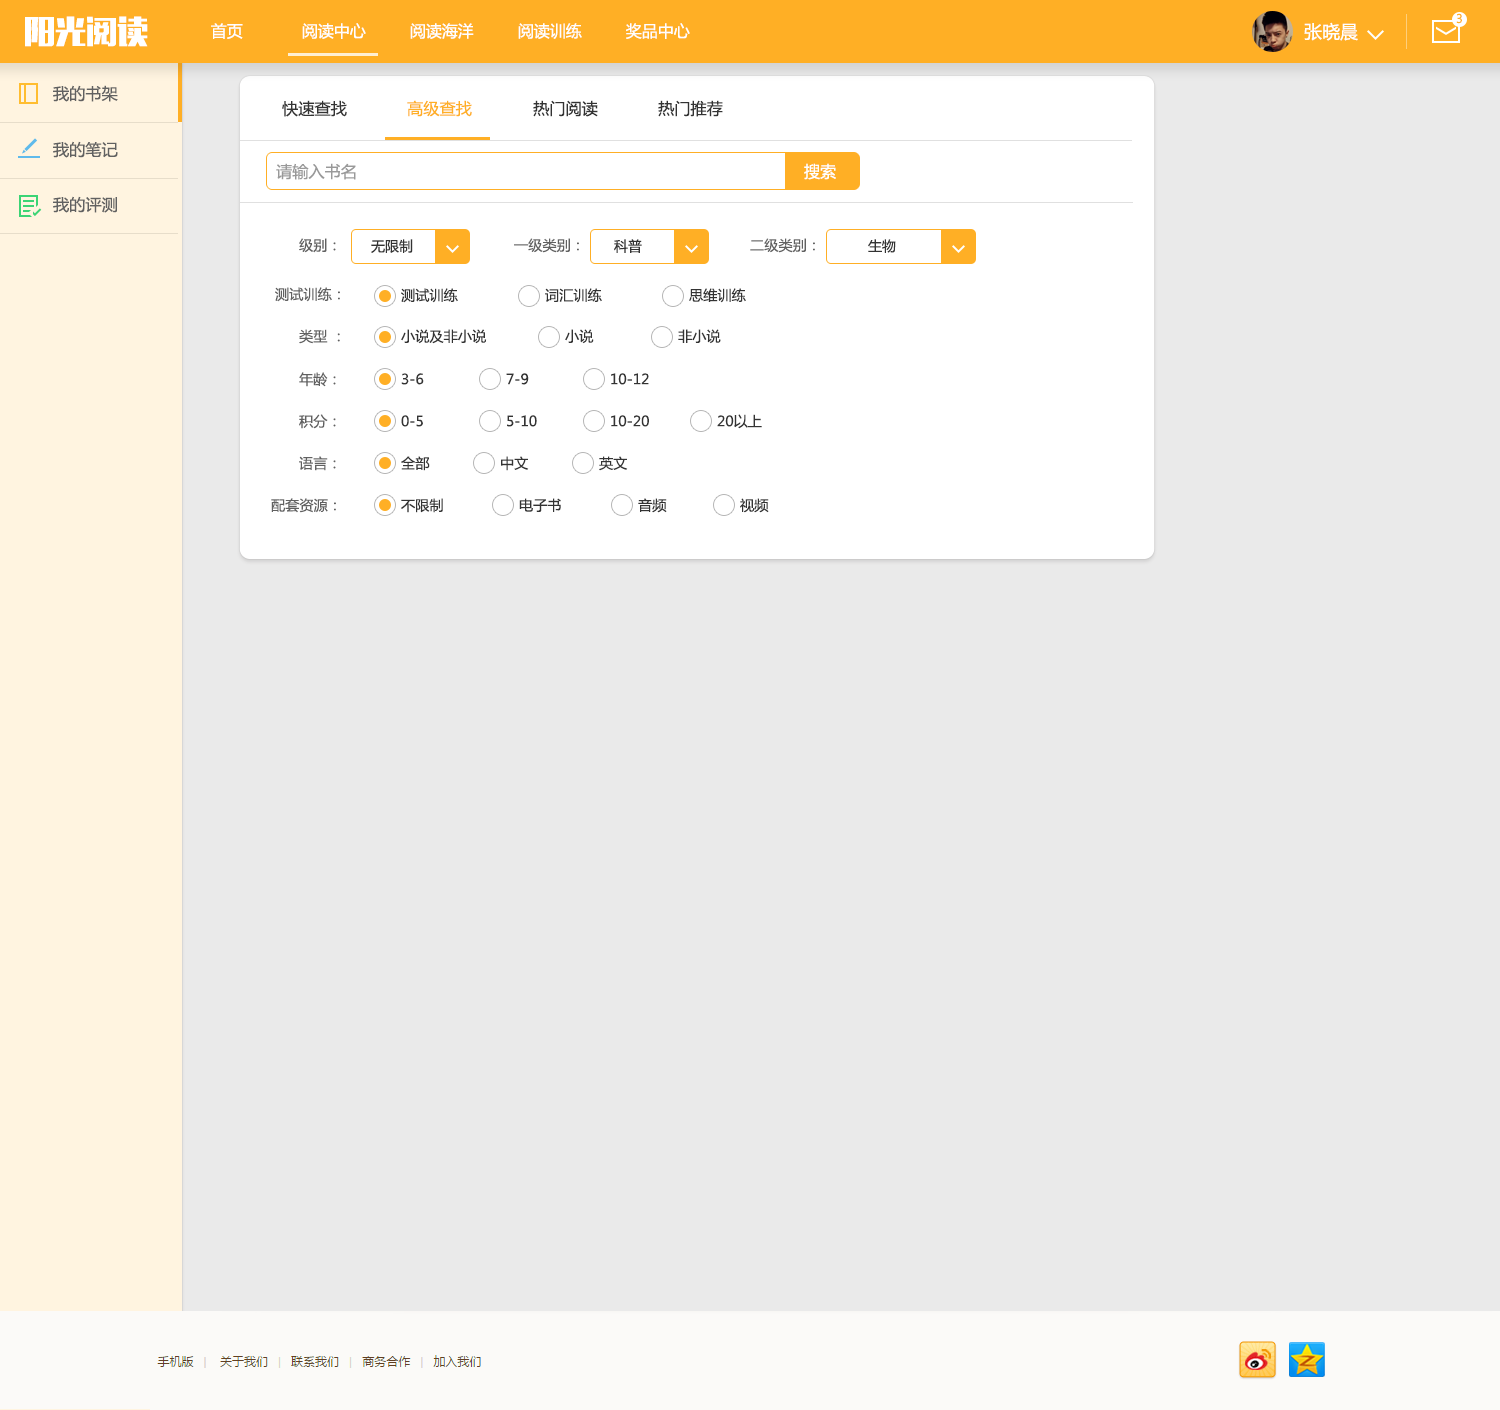 阳光阅读 首页 阅读中心 阅读海洋 阅读训练 奖品中心 张晓晨 3
我的书架
我的笔记
我的评测
快速查找 高级查找 热门阅读 热门推荐
请输入书名 搜索
级别： 无限制 一级类别： 科普 二级类别： 生物
测试训练： 测试训练 词汇训练 思维训练
类型 ： 小说及非小说 小说 非小说
年龄： 3-6 7-9 10-12
积分： 0-5 5-10 10-20 20以上
语言： 全部 中文 英文
配套资源： 不限制 电子书 音频 视频
手机版 | 关于我们 | 联系我们 | 商务合作 | 加入我们